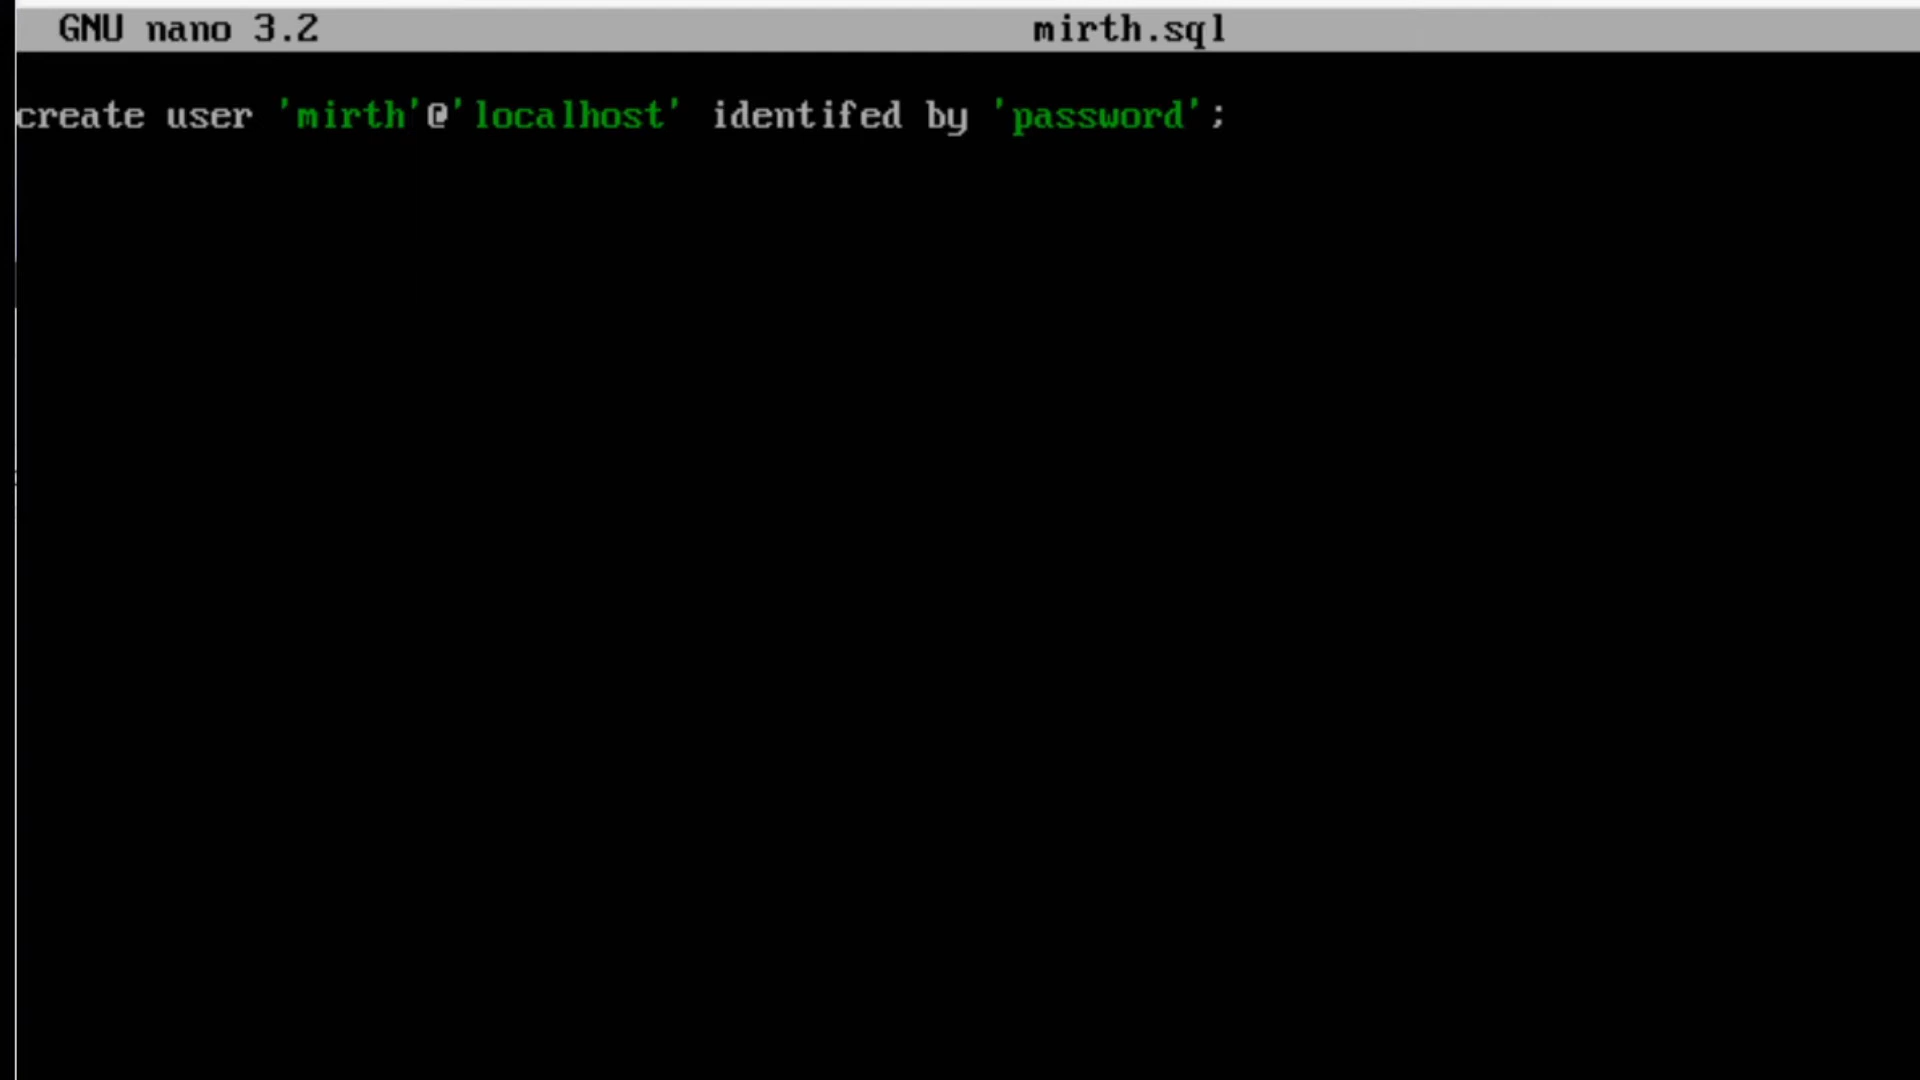 GNU nano 3.2 mirth.sql
create user 'mirth'@'localhost' identifed by 'password';